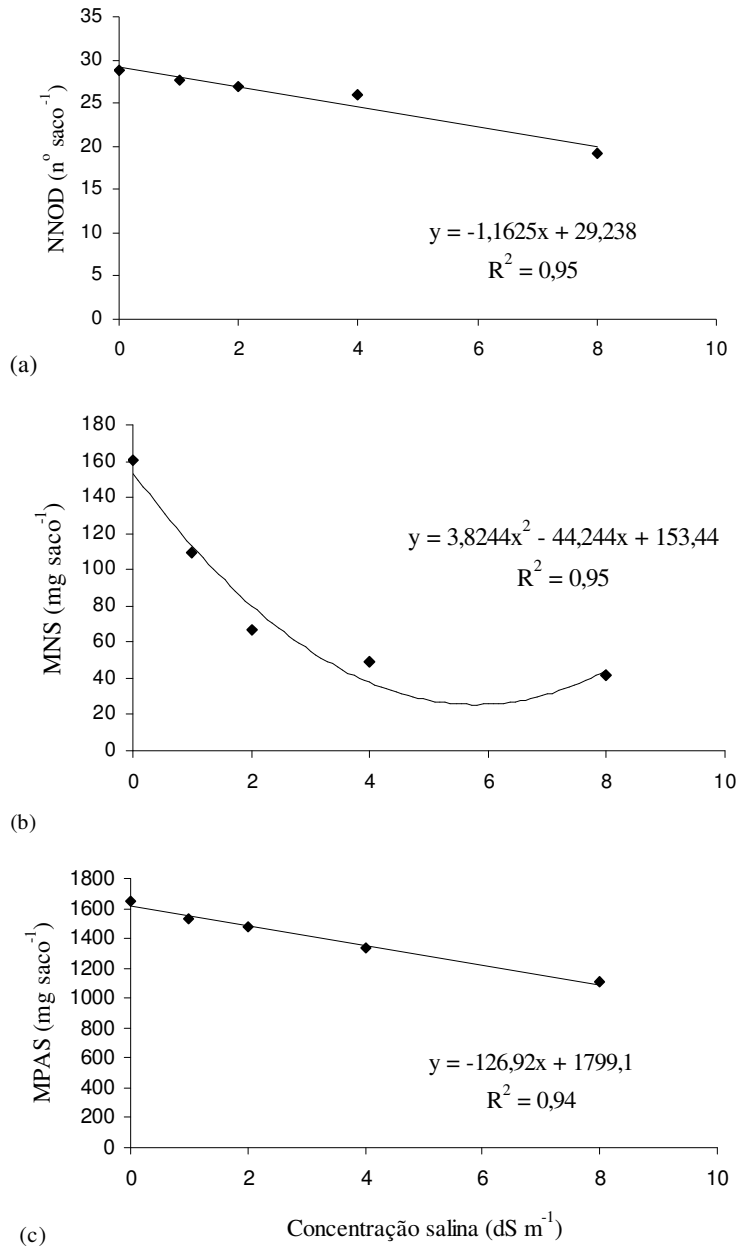 35
30
25
20
15
10
5
0
NNOD (nº saco⁻¹)
y = -1,1625x + 29,238
R² = 0,95
0 2 4 6 8 10
(a)
180
160
140
120
100
80
60
40
20
0
MNS (mg saco⁻¹)
y = 3,8244x² - 44,244x + 153,44
R² = 0,95
0 2 4 6 8 10
(b)
1800
1600
1400
1200
1000
800
600
400
200
0
MPAS (mg saco⁻¹)
y = -126,92x + 1799,1
R² = 0,94
0 2 4 6 8 10
(c)
Concentração salina (dS m⁻¹)